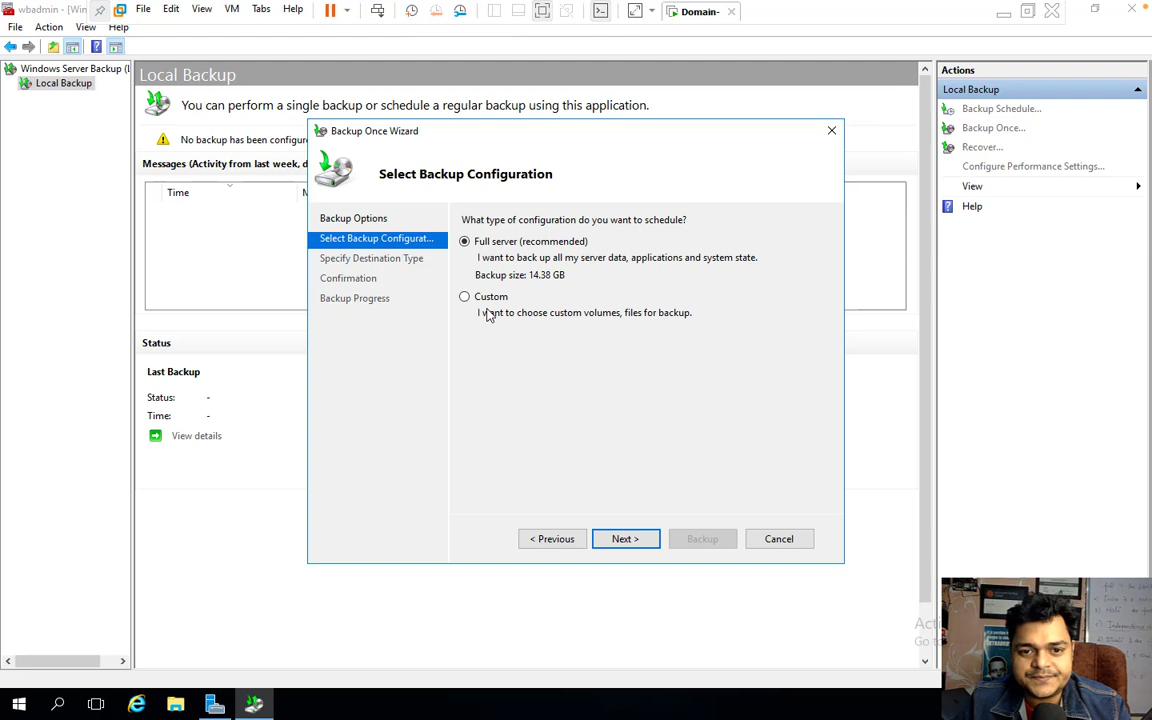 wbadmin - [Win
File Edit View VM Tabs Help
Domain-
File Action View Help
Windows Server Backup (L
Local Backup
Local Backup
You can perform a single backup or schedule a regular backup using this application.
No backup has been configur
Messages (Activity from last week, d
Time
M
Status
Last Backup
Status: -
Time: -
View details
Backup Once Wizard
Select Backup Configuration
Backup Options
Select Backup Configurat...
Specify Destination Type
Confirmation
Backup Progress
What type of configuration do you want to schedule?
Full server (recommended)
I want to back up all my server data, applications and system state.
Backup size: 14.38 GB
Custom
I want to choose custom volumes, files for backup.
< Previous
Next >
Backup
Cancel
Actions
Local Backup
Backup Schedule...
Backup Once...
Recover...
Configure Performance Settings...
View
Help
Acti
Go to